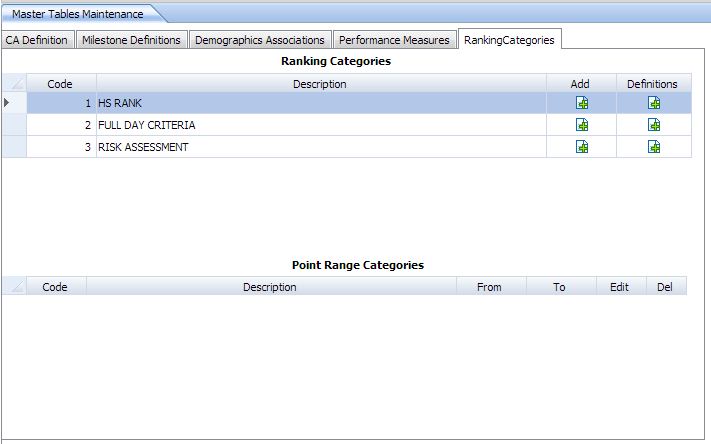 Master Tables Maintenance
CA Definition Milestone Definitions Demographics Associations Performance Measures RankingCategories
Ranking Categories
Code Description Add Definitions
1 HS RANK
2 FULL DAY CRITERIA
3 RISK ASSESSMENT
Point Range Categories
Code Description From To Edit Del